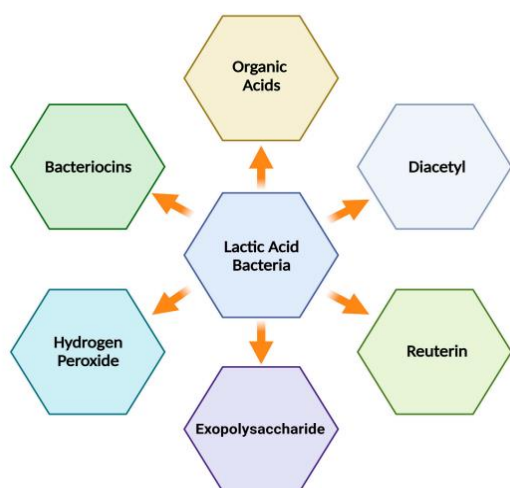 Organic
Acids
Bacteriocins
Diacetyl
Lactic Acid
Bacteria
Hydrogen
Peroxide
Reuterin
Exopolysaccharide